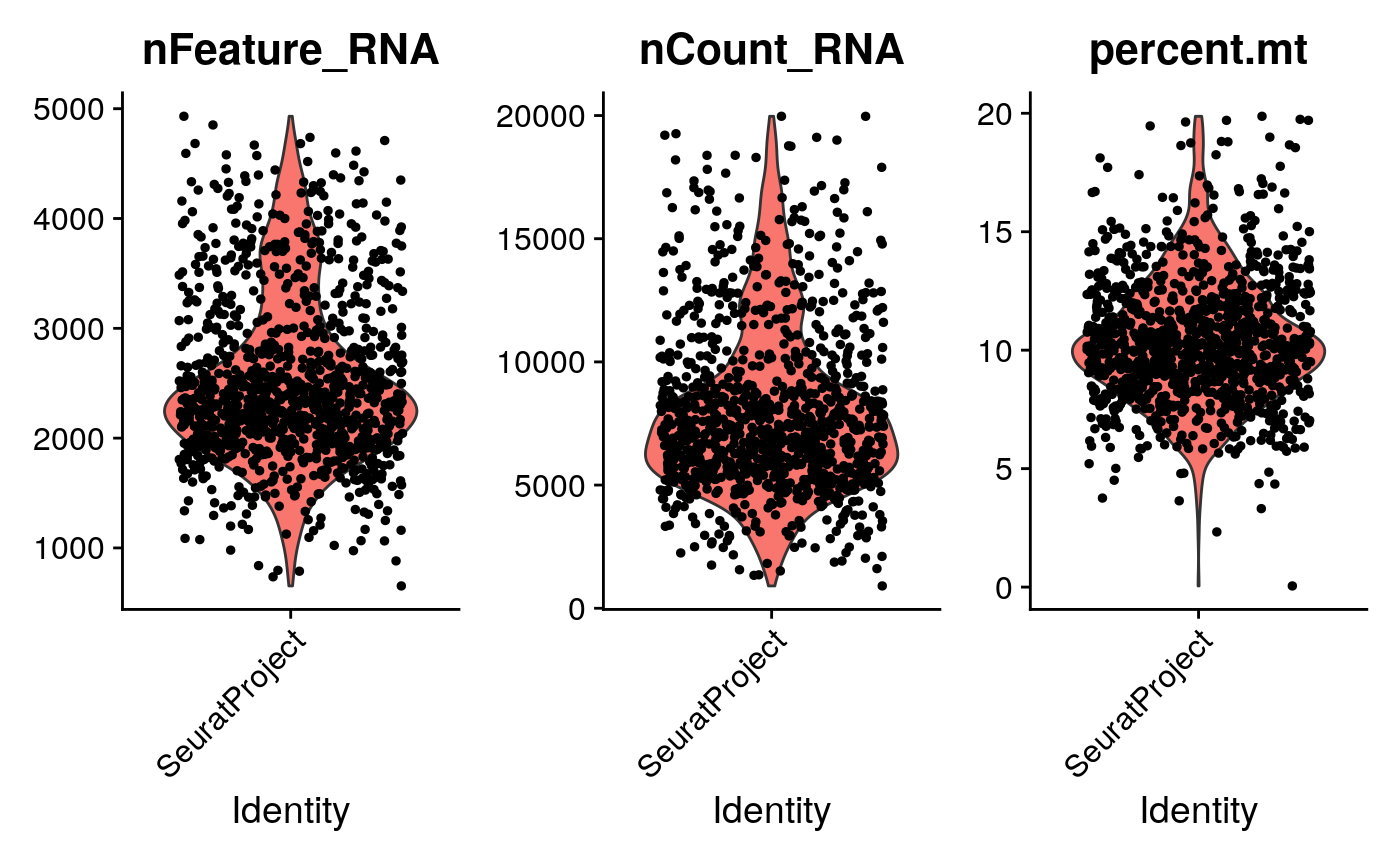 nFeature_RNA
5000
4000
3000
2000
1000
SeuratProject
Identity
nCount_RNA
20000
15000
10000
5000
0
SeuratProject
Identity
percent.mt
20
15
10
5
0
SeuratProject
Identity